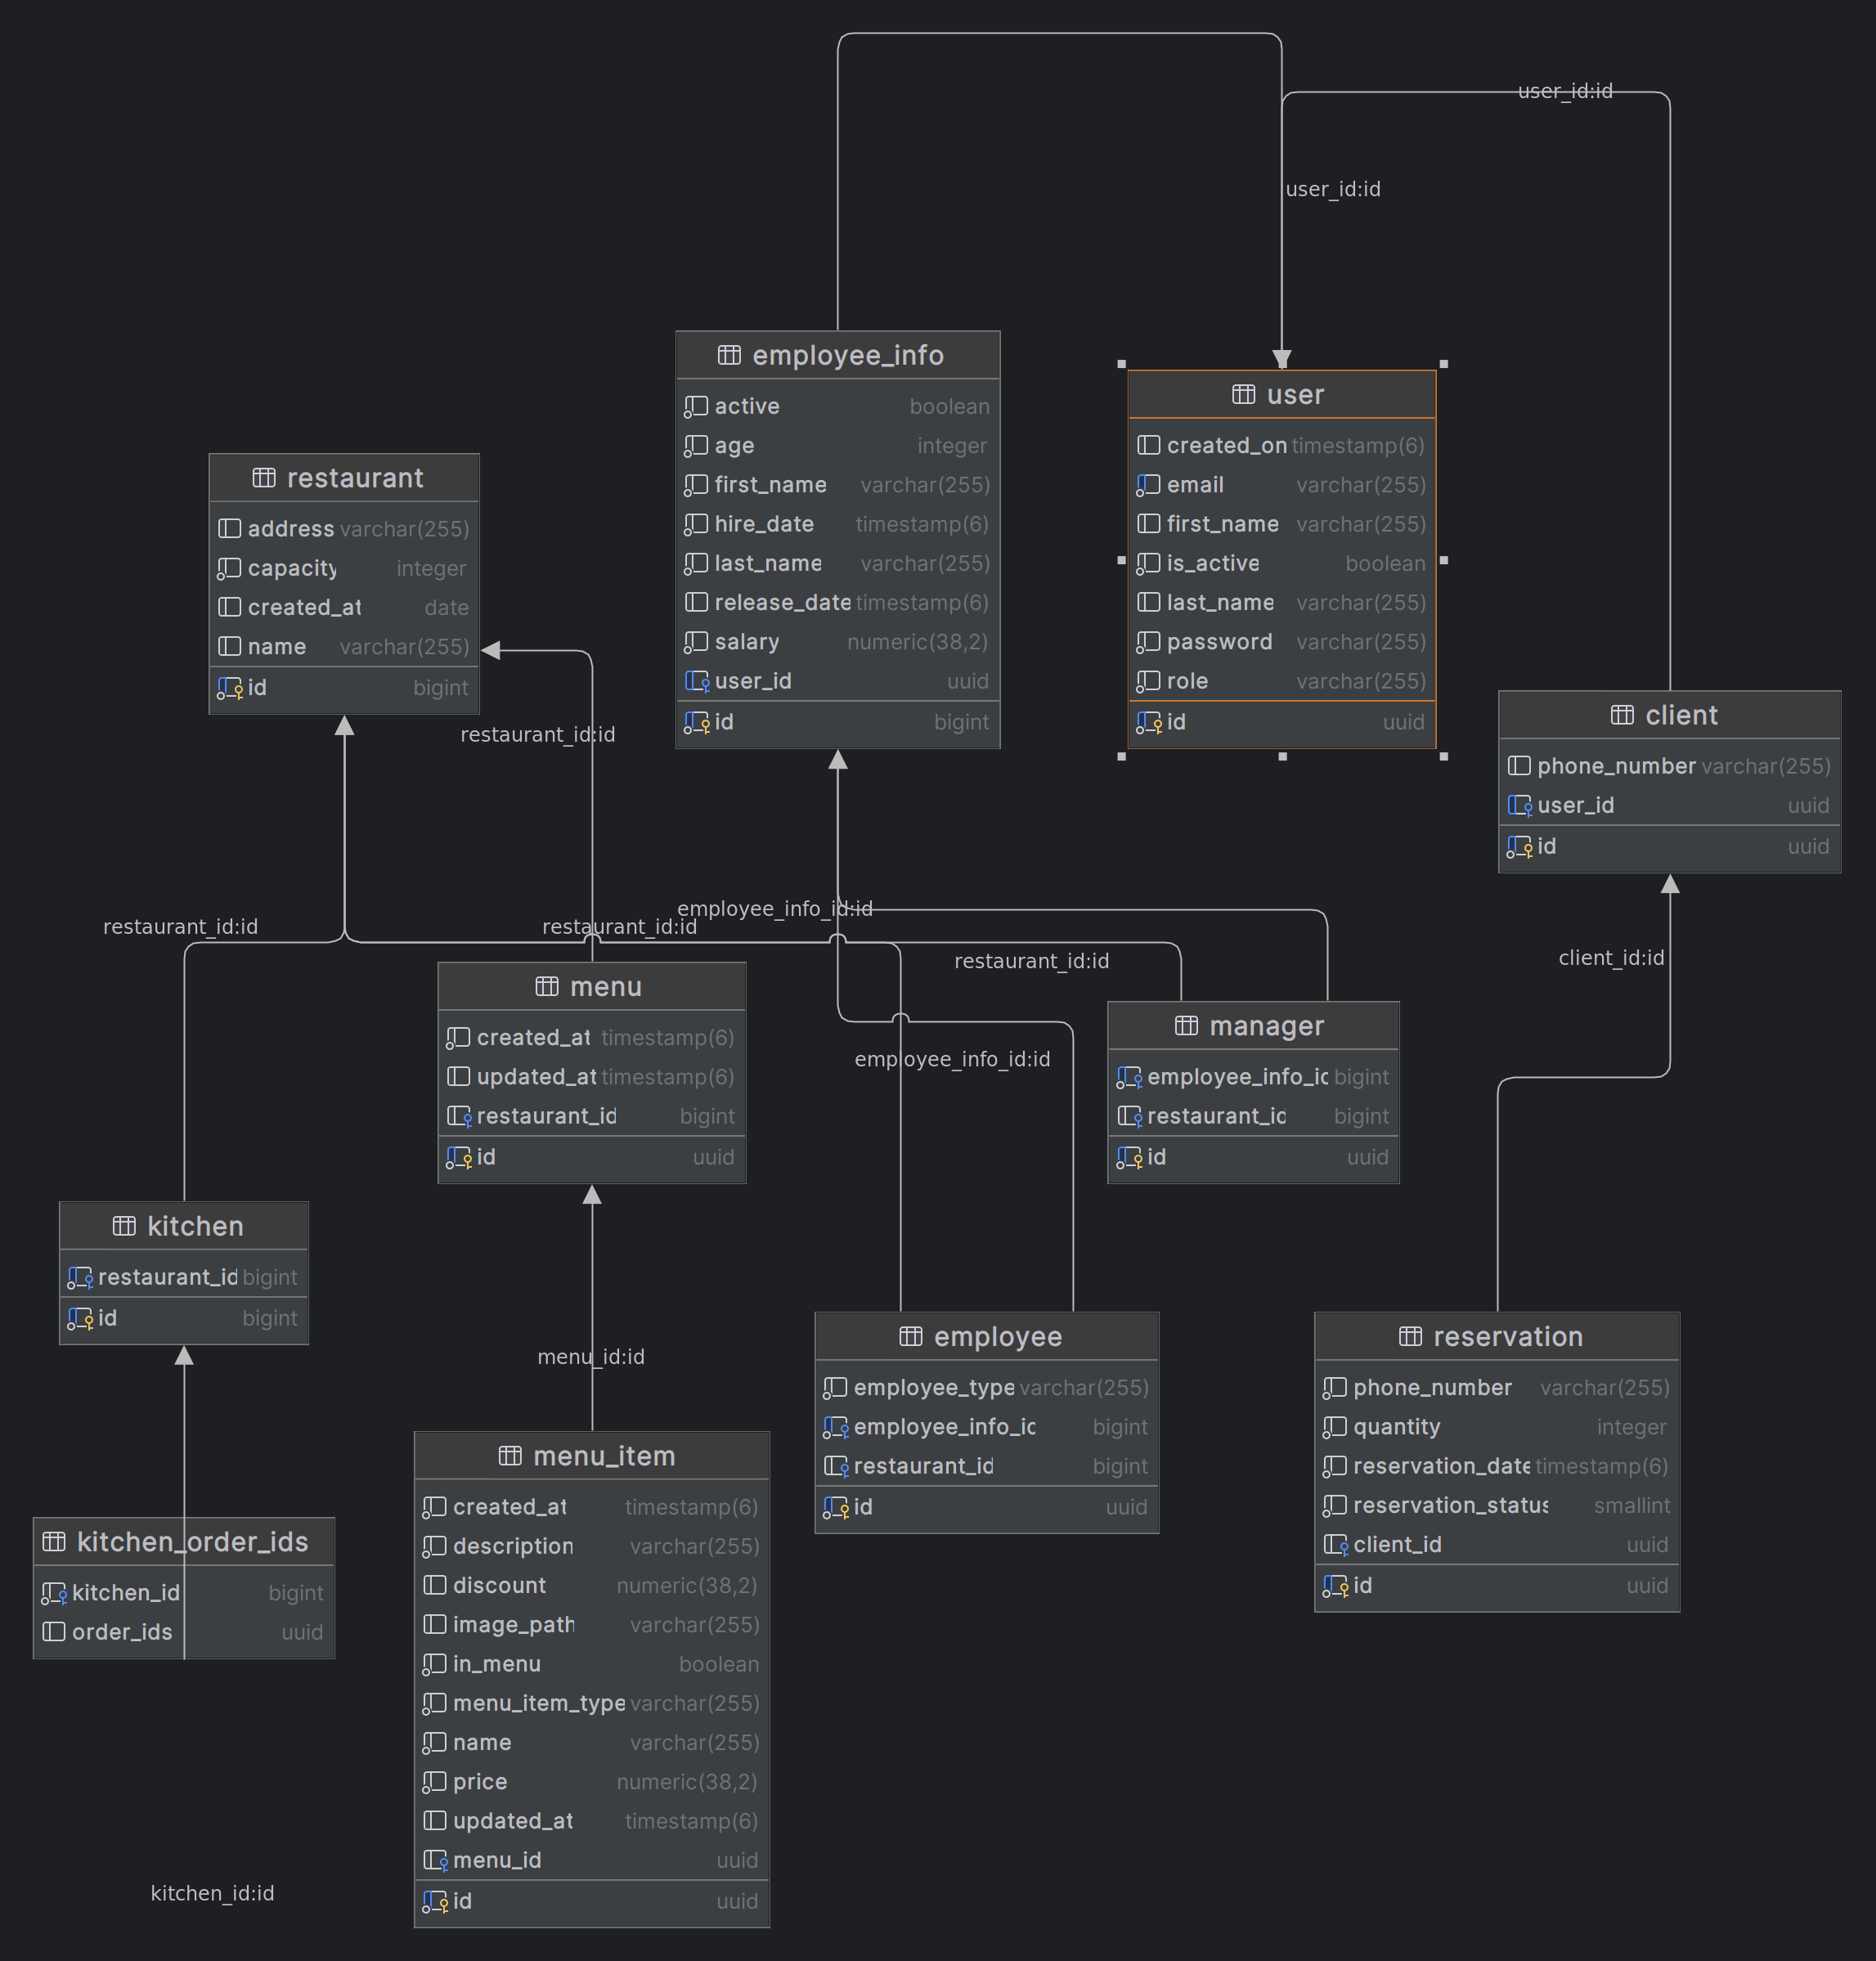 user_id:id
user_id:id
employee_info
active boolean
age integer
first_name varchar(255)
hire_date timestamp(6)
last_name varchar(255)
release_date timestamp(6)
salary numeric(38,2)
user_id uuid
id bigint
user
created_on timestamp(6)
email varchar(255)
first_name varchar(255)
is_active boolean
last_name varchar(255)
password varchar(255)
role varchar(255)
id uuid
restaurant
address varchar(255)
capacity integer
created_at date
name varchar(255)
id bigint
client
phone_number varchar(255)
user_id uuid
id uuid
restaurant_id:id
restaurant_id:id
restaurant_id:id
employee_info_id:id
restaurant_id:id
client_id:id
employee_info_id:id
menu
created_at timestamp(6)
updated_at timestamp(6)
restaurant_id bigint
id uuid
manager
employee_info_id bigint
restaurant_id bigint
id uuid
kitchen
restaurant_id bigint
id bigint
menu_id:id
employee
employee_type varchar(255)
employee_info_id bigint
restaurant_id bigint
id uuid
reservation
phone_number varchar(255)
quantity integer
reservation_date timestamp(6)
reservation_status smallint
client_id uuid
id uuid
menu_item
created_at timestamp(6)
description varchar(255)
discount numeric(38,2)
image_path varchar(255)
in_menu boolean
menu_item_type varchar(255)
name varchar(255)
price numeric(38,2)
updated_at timestamp(6)
menu_id uuid
id uuid
kitchen_order_ids
kitchen_id bigint
order_ids uuid
kitchen_id:id